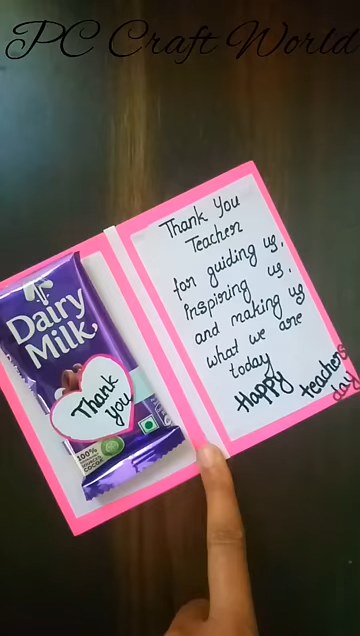 PC Craft World
Dairy
Milk
Thank
you
100%
COCOA
Thank You
Teacher
for guiding us,
Inspiring us,
and making us
what we are
today
Happy teachers
day